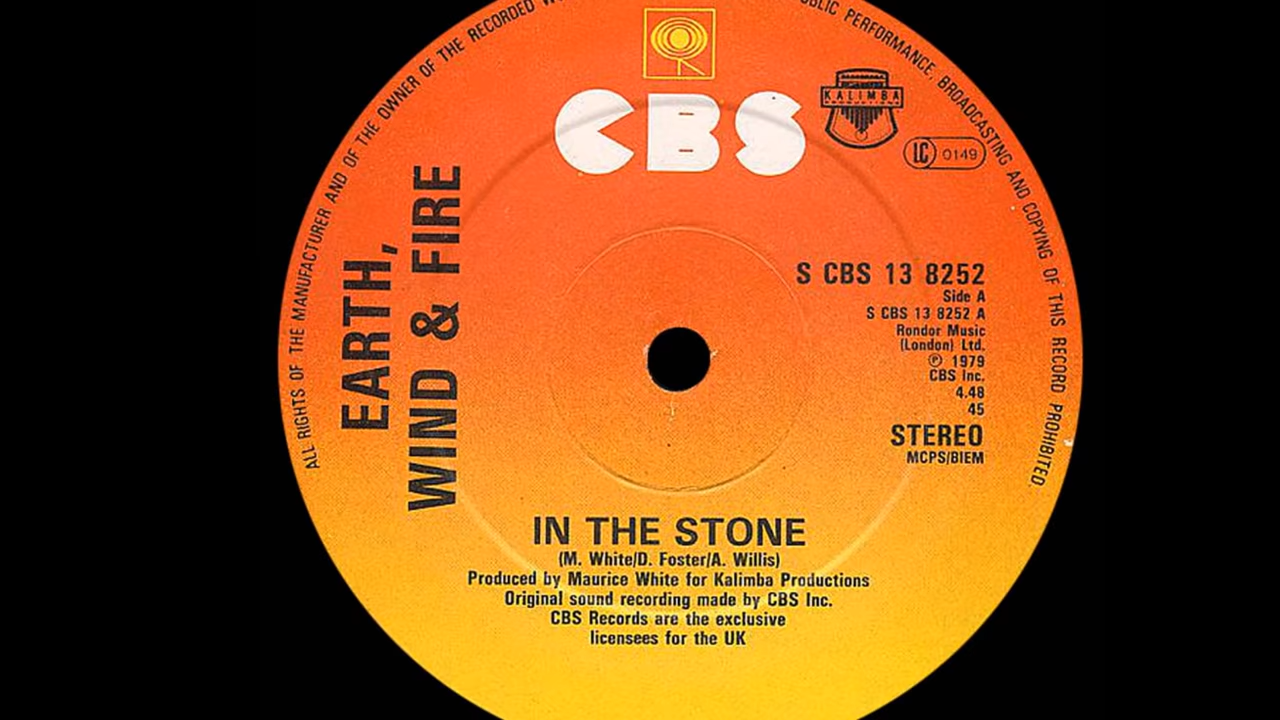 ALL RIGHTS OF THE MANUFACTURER AND OF THE OWNER OF THE RECORDED
PUBLIC PERFORMANCE, BROADCASTING AND COPYING OF THIS RECORD PROHIBITED.
CBS
KALIMBA
PRODUCTIONS
LC 0149
EARTH,
WIND & FIRE
S CBS 13 8252
Side A
S CBS 13 8252 A
Rondor Music
(London) Ltd.
℗ 1979
CBS Inc.
4.48
45
STEREO
MCPS/BIEM
IN THE STONE
(M. White/D. Foster/A. Willis)
Produced by Maurice White for Kalimba Productions
Original sound recording made by CBS Inc.
CBS Records are the exclusive
licensees for the UK